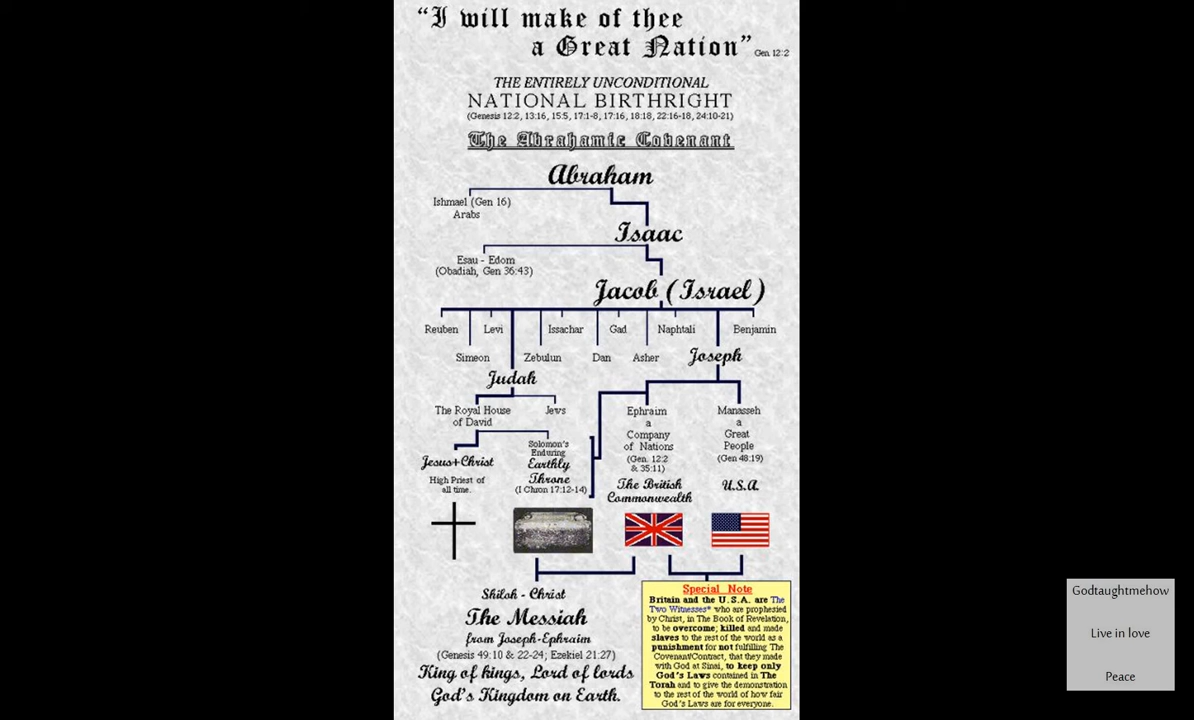 “I will make of thee
a Great Nation” Gen. 12:2
THE ENTIRELY UNCONDITIONAL
NATIONAL BIRTHRIGHT
(Genesis 12:2, 13:16, 15:5, 17:1-8, 17:16, 18:18, 22:16-18, 24:10-21)
The Abrahamic Covenant
Abraham
Ishmael (Gen 16)
Arabs
Isaac
Esau - Edom
(Obadiah, Gen 36:43)
Jacob (Israel)
Reuben Levi Issachar Gad Naphtali Benjamin
Simeon Zebulun Dan Asher Joseph
Judah
The Royal House
of David
Jews
Ephraim
a
Company
of Nations
(Gen. 12:2
& 35:11)
The British
Commonwealth
Manasseh
a
Great
People
(Gen 48:19)
U.S.A.
Jesus+Christ
High Priest of
all time.
Solomon's
Enduring
Earthly
Throne
(I Chron 17:12-14)
Shiloh - Christ
The Messiah
from Joseph-Ephraim
(Genesis 49:10 & 22-24; Ezekiel 21:27)
King of kings, Lord of lords
God's Kingdom on Earth.
Special Note
Britain and the U.S.A. are The
Two Witnesses* who are prophesied
by Christ, in The Book of Revelation,
to be overcome; killed and made
slaves to the rest of the world as a
punishment for not fulfilling The
Covenant/Contract, that they made
with God at Sinai, to keep only
God's Laws contained in The
Torah and to give the demonstration
to the rest of the world of how fair
God's Laws are for everyone.
Godtaughtmehow
Live in love
Peace